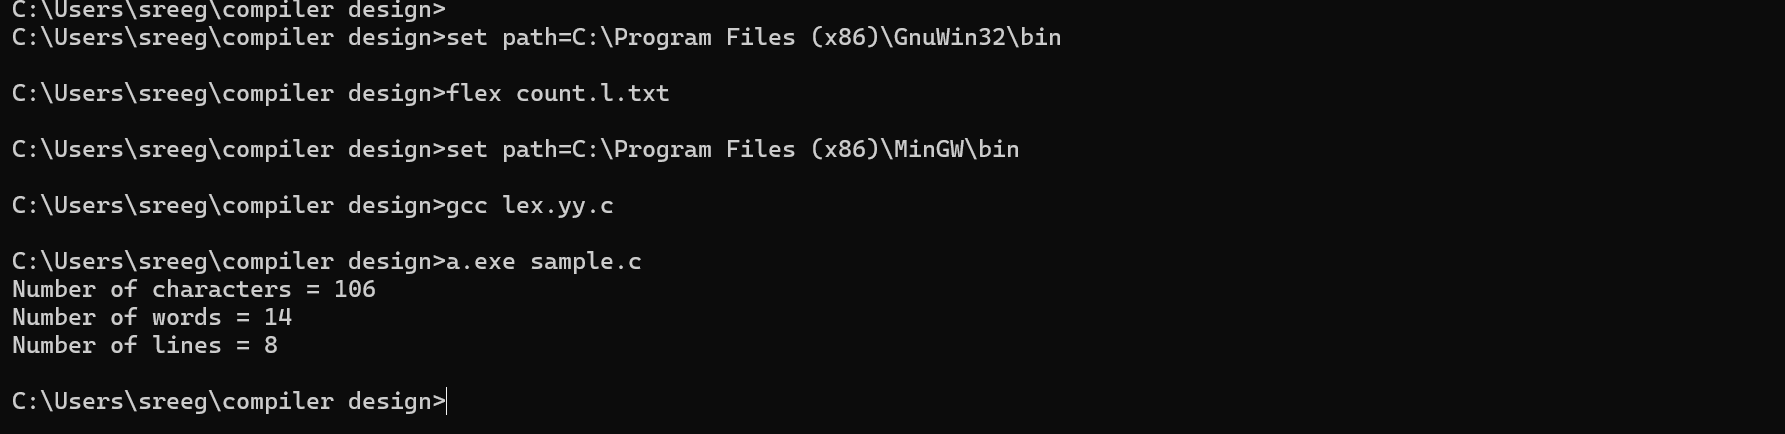 C:\Users\sreeg\compiler design>
C:\Users\sreeg\compiler design>set path=C:\Program Files (x86)\GnuWin32\bin
C:\Users\sreeg\compiler design>flex count.l.txt
C:\Users\sreeg\compiler design>set path=C:\Program Files (x86)\MinGW\bin
C:\Users\sreeg\compiler design>gcc lex.yy.c
C:\Users\sreeg\compiler design>a.exe sample.c
Number of characters = 106
Number of words = 14
Number of lines = 8
C:\Users\sreeg\compiler design>